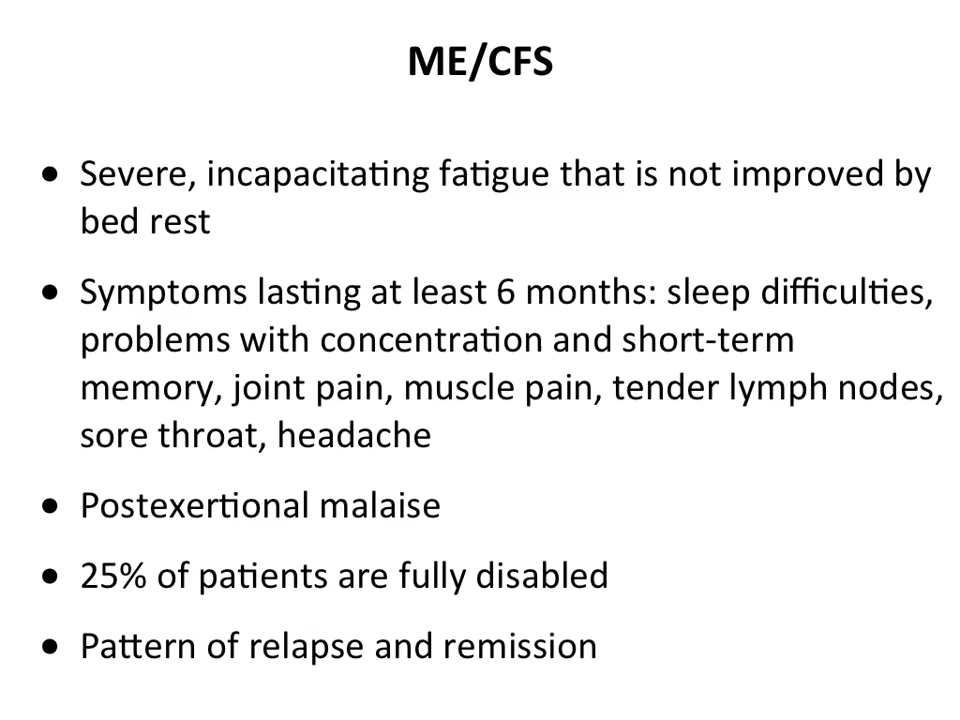 ME/CFS
• Severe, incapacitating fatigue that is not improved by
bed rest
• Symptoms lasting at least 6 months: sleep difficulties,
problems with concentration and short-term
memory, joint pain, muscle pain, tender lymph nodes,
sore throat, headache
• Postexertional malaise
• 25% of patients are fully disabled
• Pattern of relapse and remission